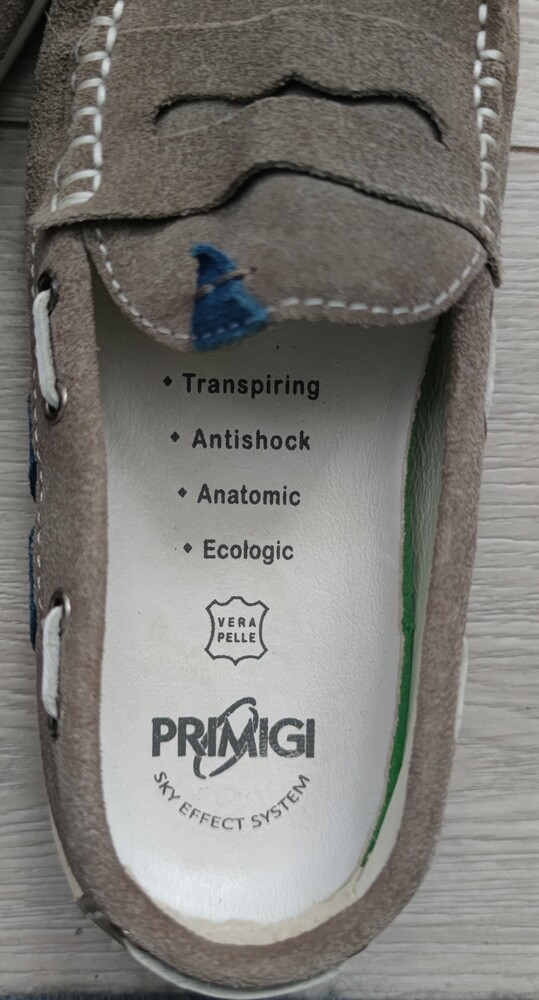 • Transpiring
• Antishock
• Anatomic
• Ecologic
VERA
PELLE
PRIMIGI
SKY EFFECT SYSTEM